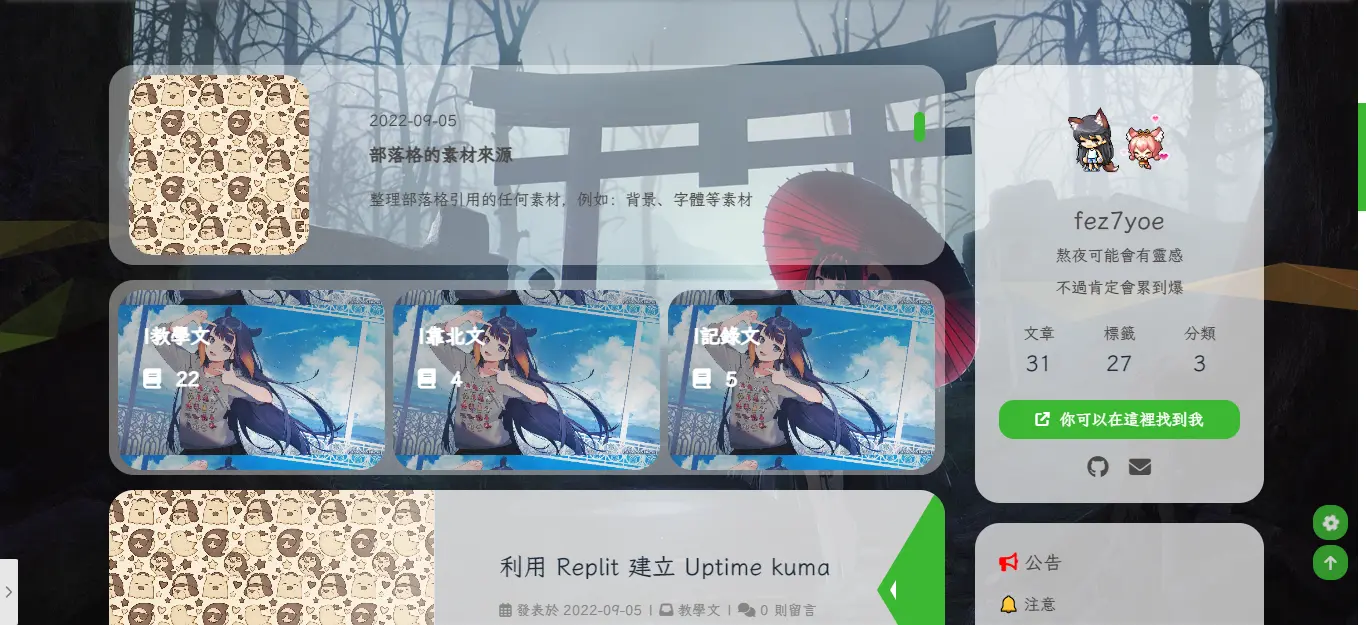 2022-09-05
部落格的素材來源
整理部落格引用的任何素材，例如：背景、字體等素材
|教學文
22
|靠北文
4
|記錄文
5
利用 Replit 建立 Uptime kuma
發表於 2022-09-05 | 教學文 | 0 則留言
fez7yoe
熬夜可能會有靈感
不過肯定會累到爆
文章 標籤 分類
31 27 3
你可以在這裡找到我
公告
注意